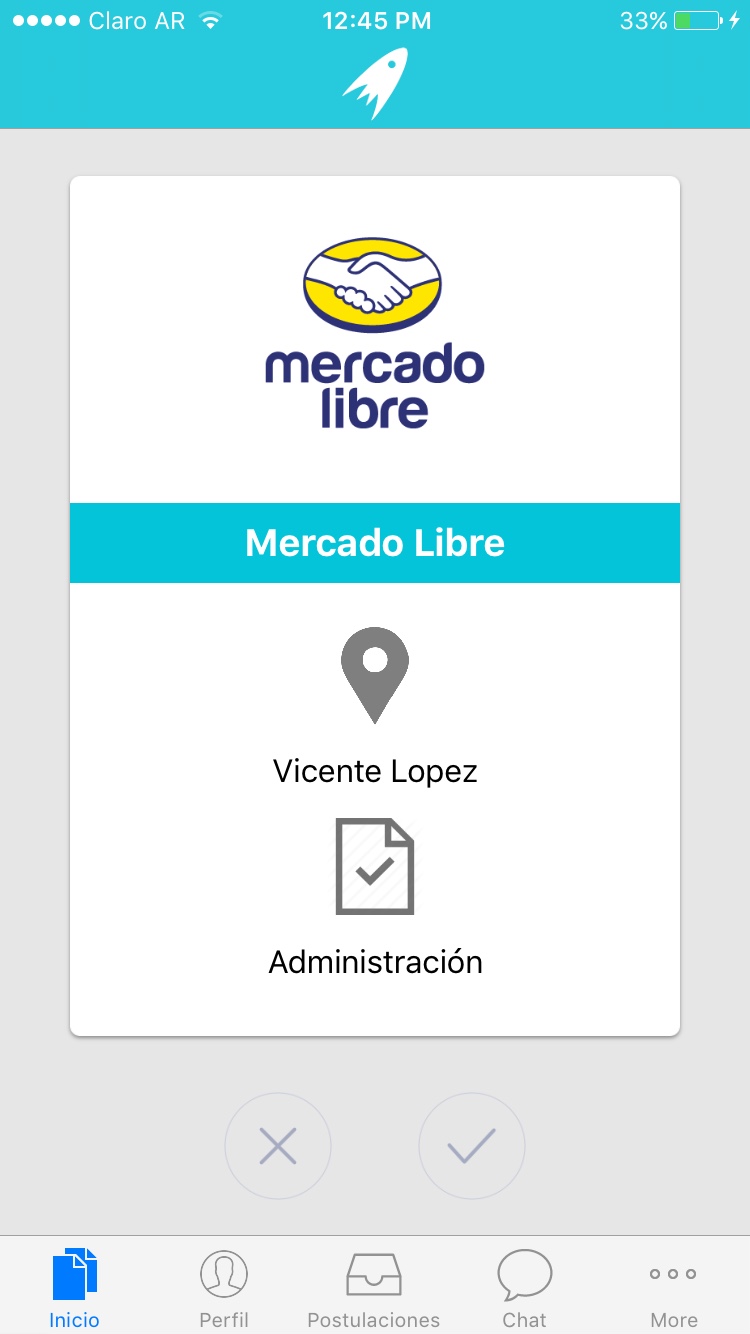 Claro AR 12:45 PM 33%
mercado
libre
Mercado Libre
Vicente Lopez
Administración
Inicio Perfil Postulaciones Chat More